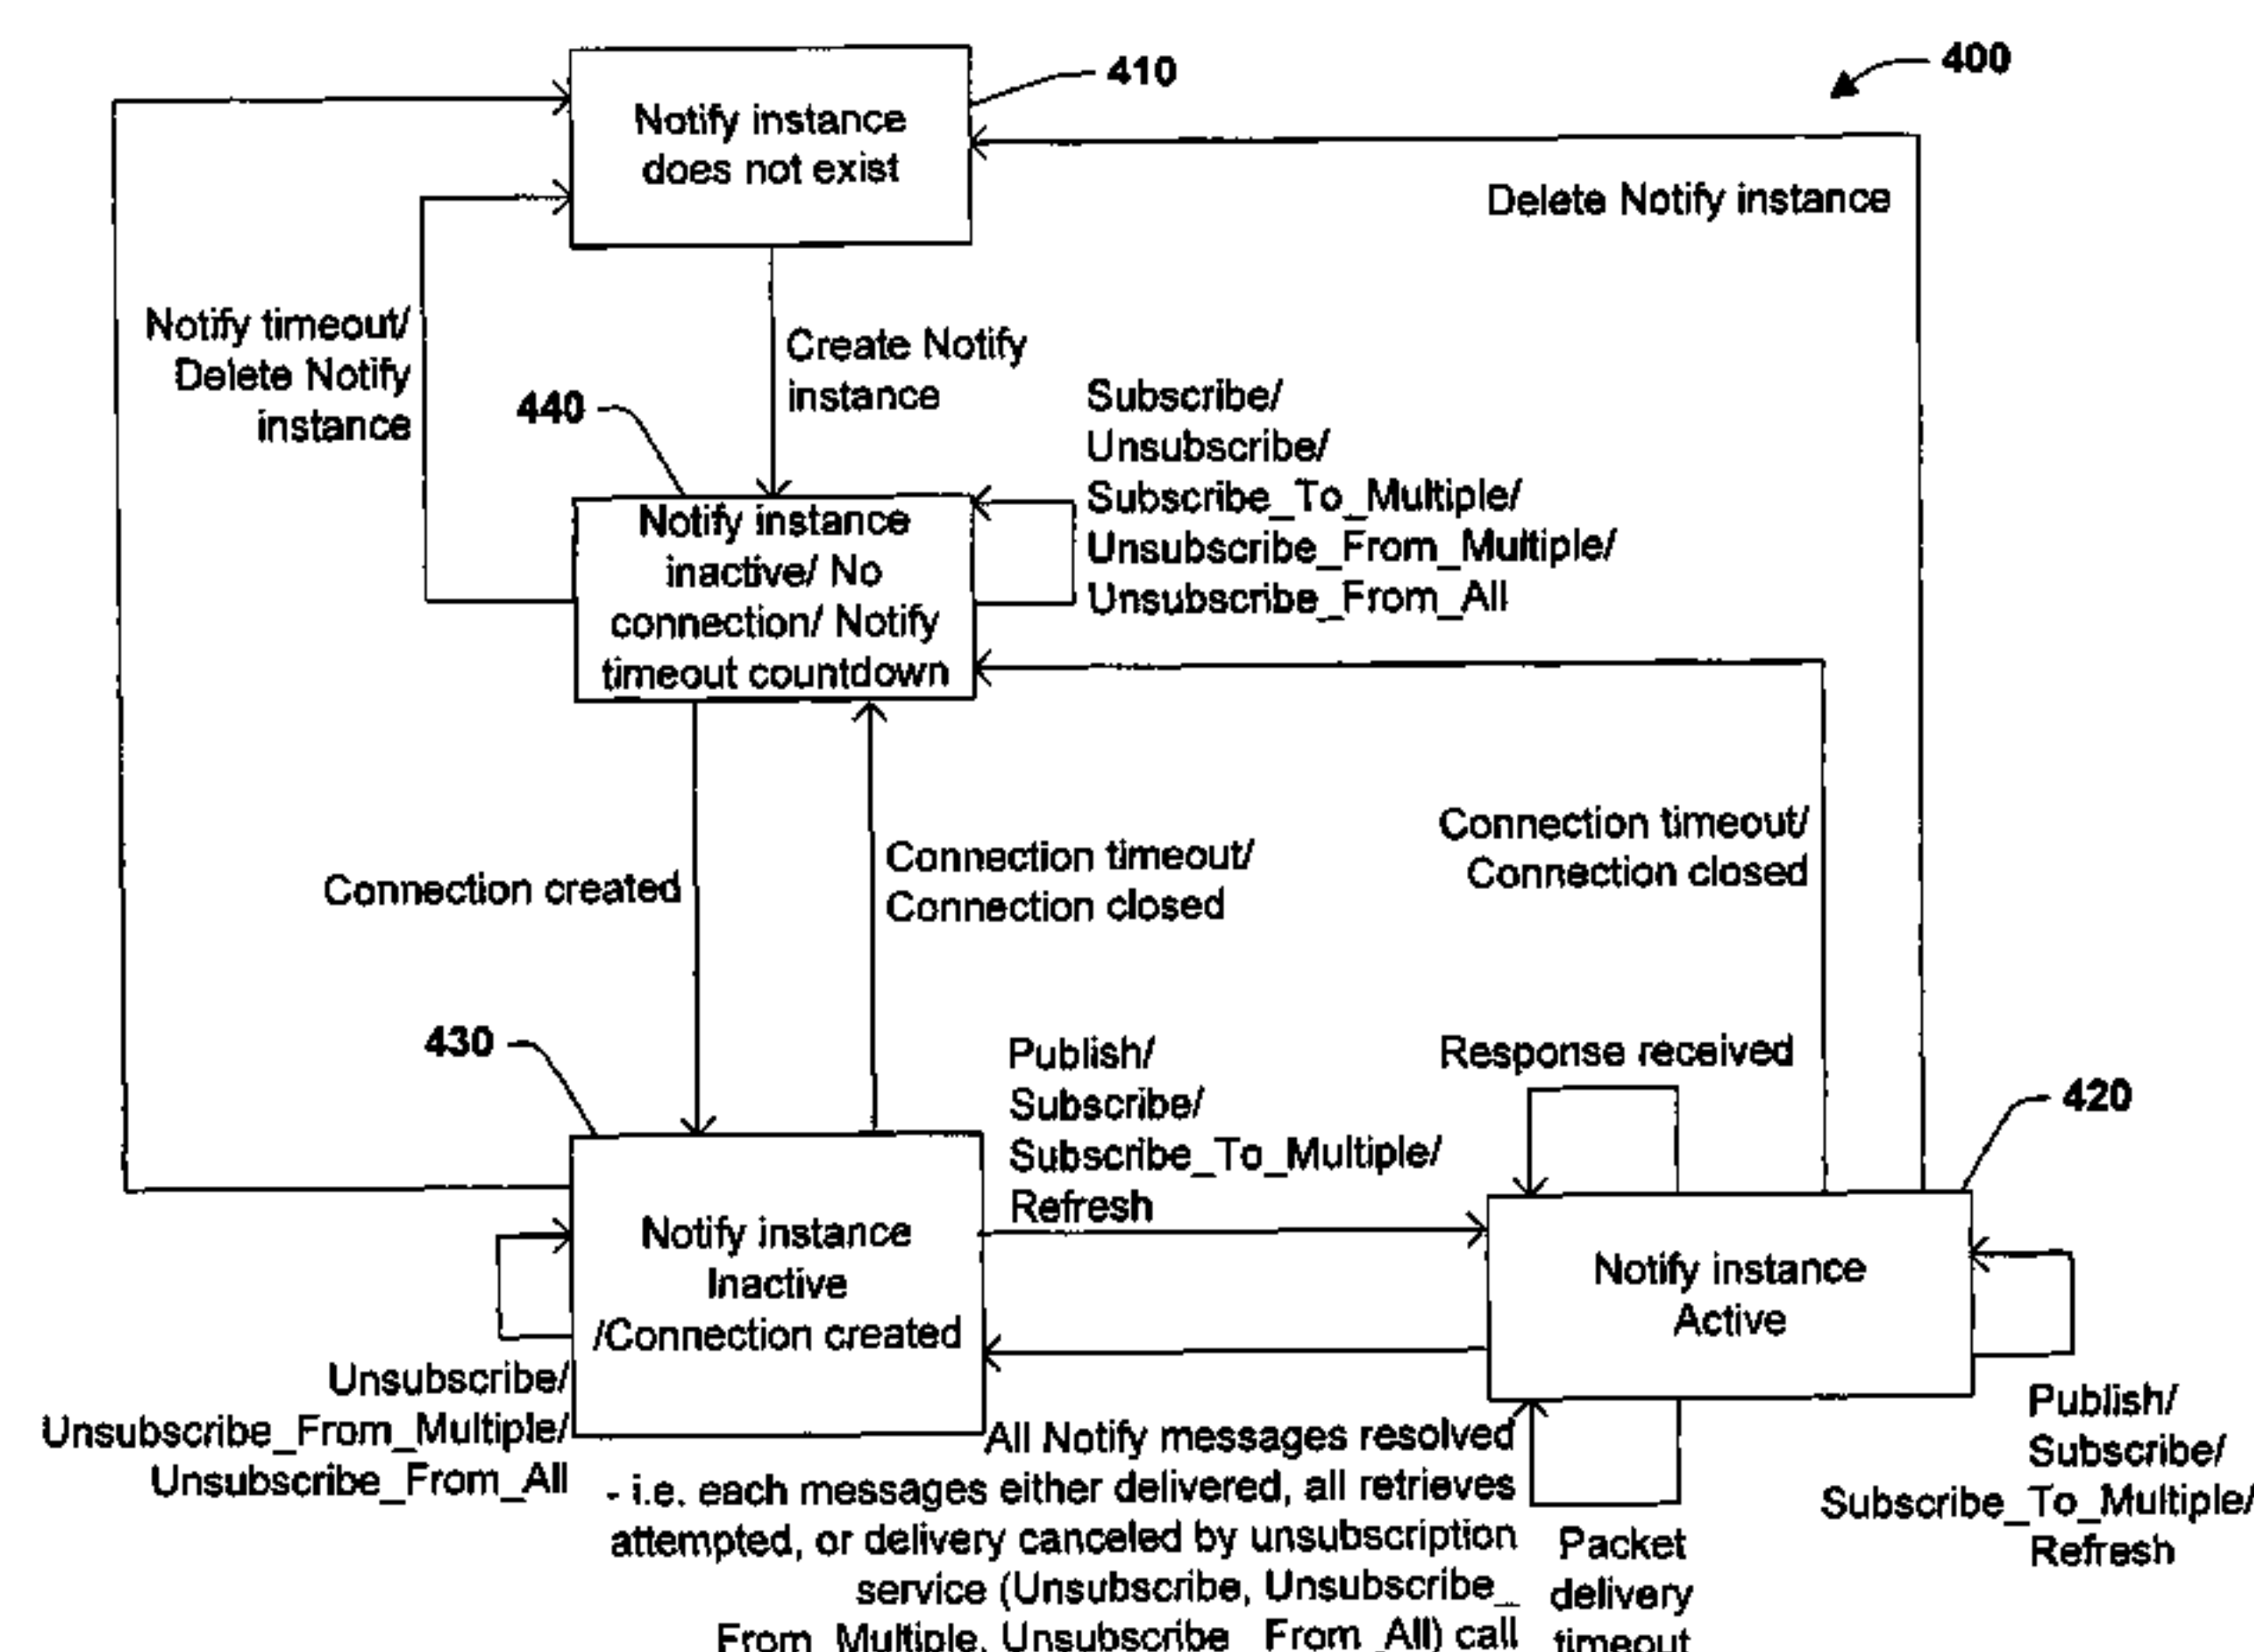 400
410
Notify instance
does not exist
Delete Notify instance
Notify timeout/
Delete Notify
instance
Create Notify
instance
440
Subscribe/
Unsubscribe/
Subscribe_To_Multiple/
Unsubscribe_From_Multiple/
Unsubscribe_From_All
Notify instance
inactive/ No
connection/ Notify
timeout countdown
Connection created
Connection timeout/
Connection closed
Connection timeout/
Connection closed
430
Publish/
Subscribe/
Subscribe_To_Multiple/
Refresh
Response received
420
Notify instance
Inactive
/Connection created
Notify instance
Active
Unsubscribe/
Unsubscribe_From_Multiple/
Unsubscribe_From_All
All Notify messages resolved
- i.e. each messages either delivered, all retrieves
attempted, or delivery canceled by unsubscription
service (Unsubscribe, Unsubscribe_
From_Multiple, Unsubscribe_ From_All) call
Packet
delivery
timeout
Publish/
Subscribe/
Subscribe_To_Multiple/
Refresh